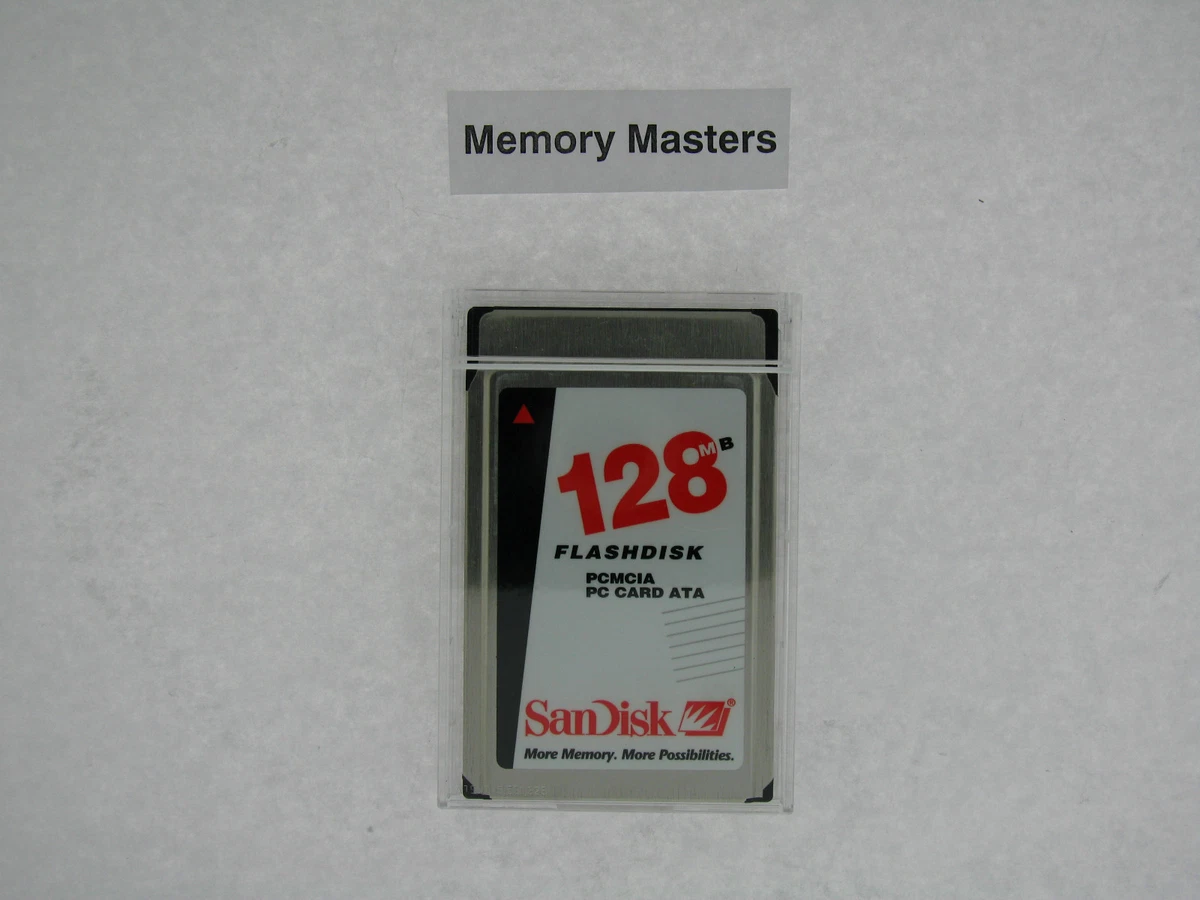 Memory Masters
128MB
FLASHDISK
PCMCIA
PC CARD ATA
SanDisk ®
More Memory. More Possibilities.